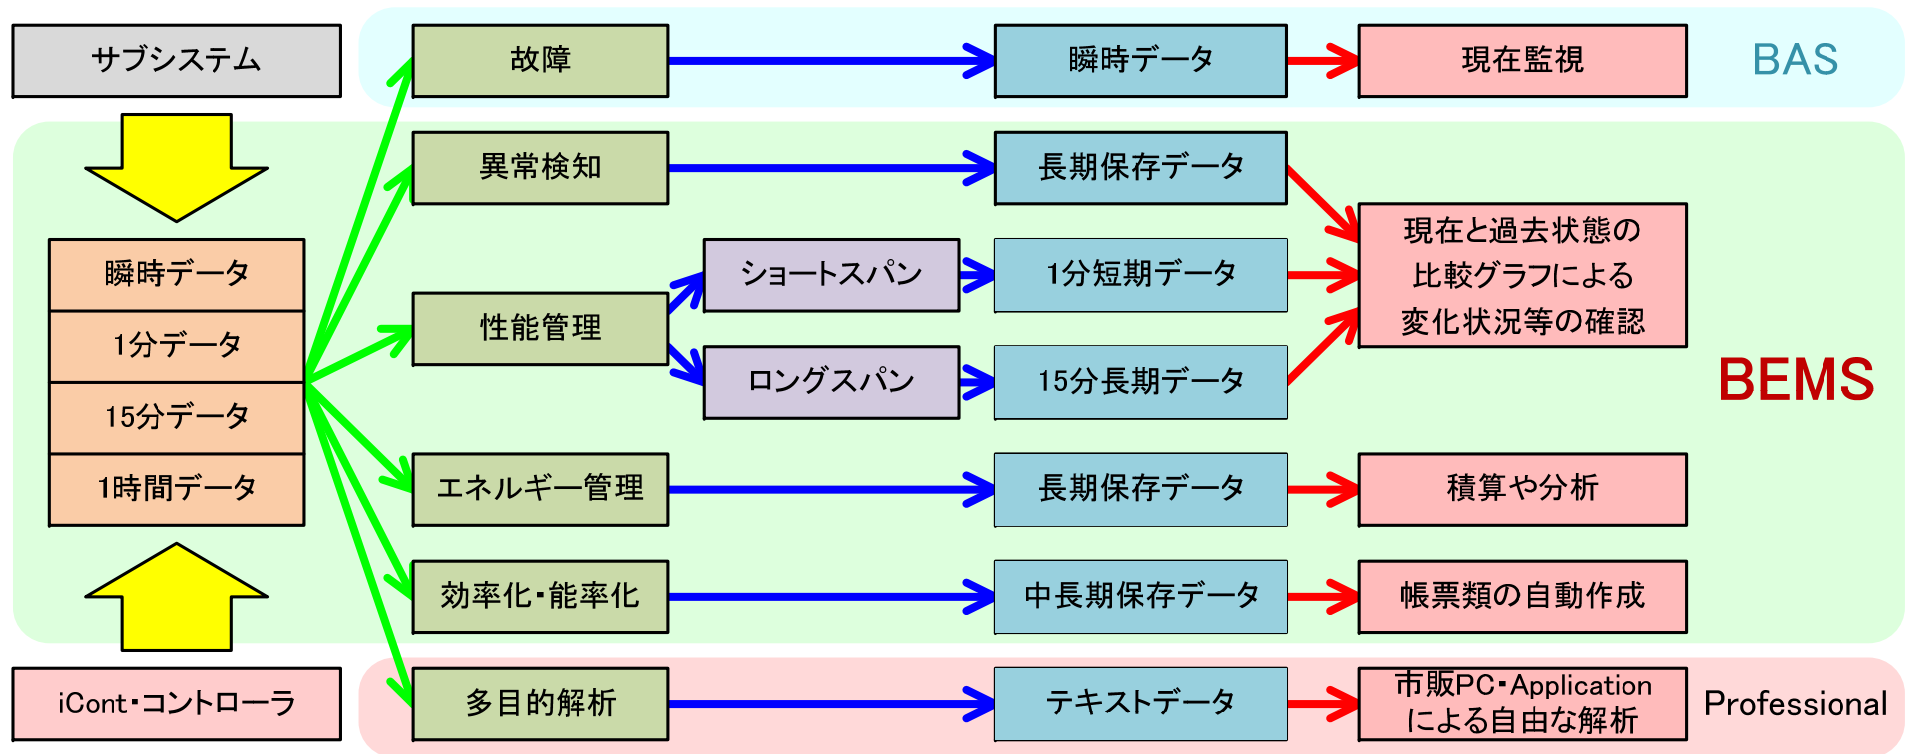 サブシステム
故障
瞬時データ
現在監視
BAS
異常検知
長期保存データ
瞬時データ
1分データ
15分データ
1時間データ
性能管理
ショートスパン
1分短期データ
ロングスパン
15分長期データ
現在と過去状態の
比較グラフによる
変化状況等の確認
BEMS
エネルギー管理
長期保存データ
積算や分析
効率化・能率化
中長期保存データ
帳票類の自動作成
iCont・コントローラ
多目的解析
テキストデータ
市販PC・Application
による自由な解析
Professional